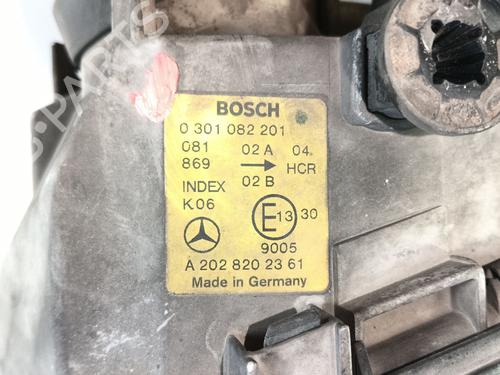 BOSCH
0 301 082 201
081 02 A 04.
869 → HCR
INDEX 02 B
K06
E 13 30
9005
A 202 820 23 61
Made in Germany